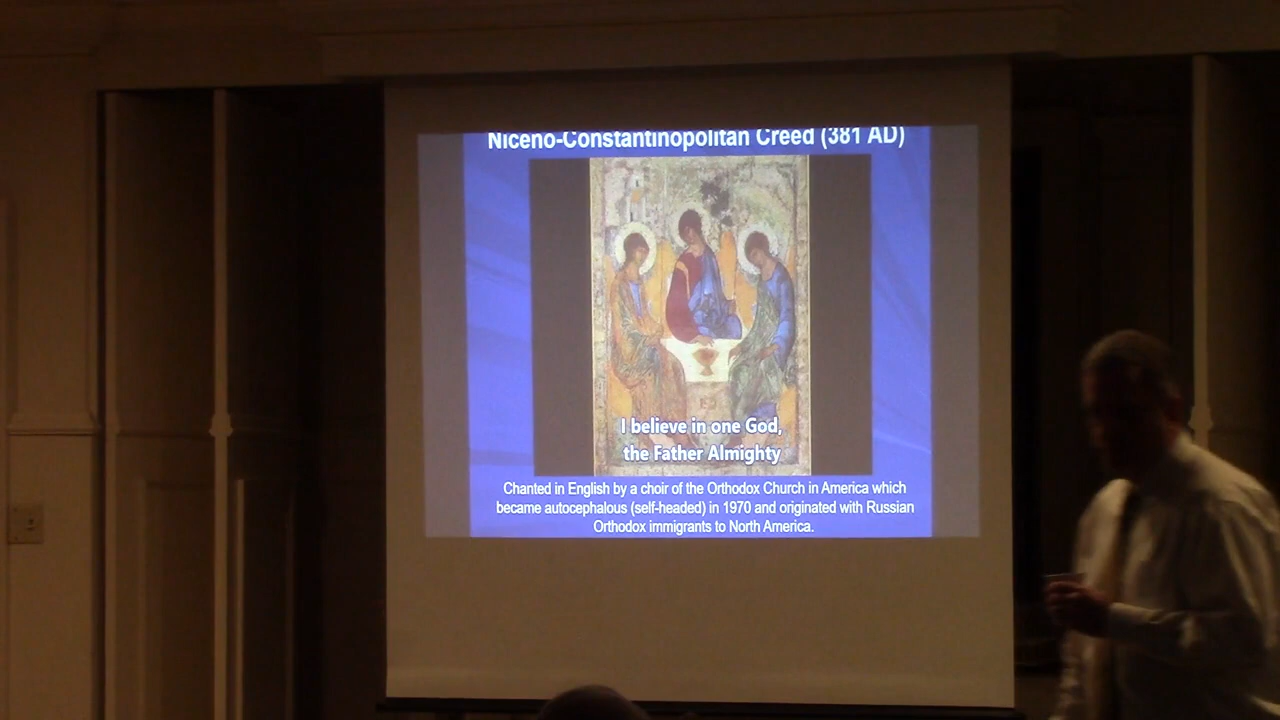 Niceno-Constantinopolitan Creed (381 AD)
I believe in one God,
the Father Almighty
Chanted in English by a choir of the Orthodox Church in America which
became autocephalous (self-headed) in 1970 and originated with Russian
Orthodox immigrants to North America.